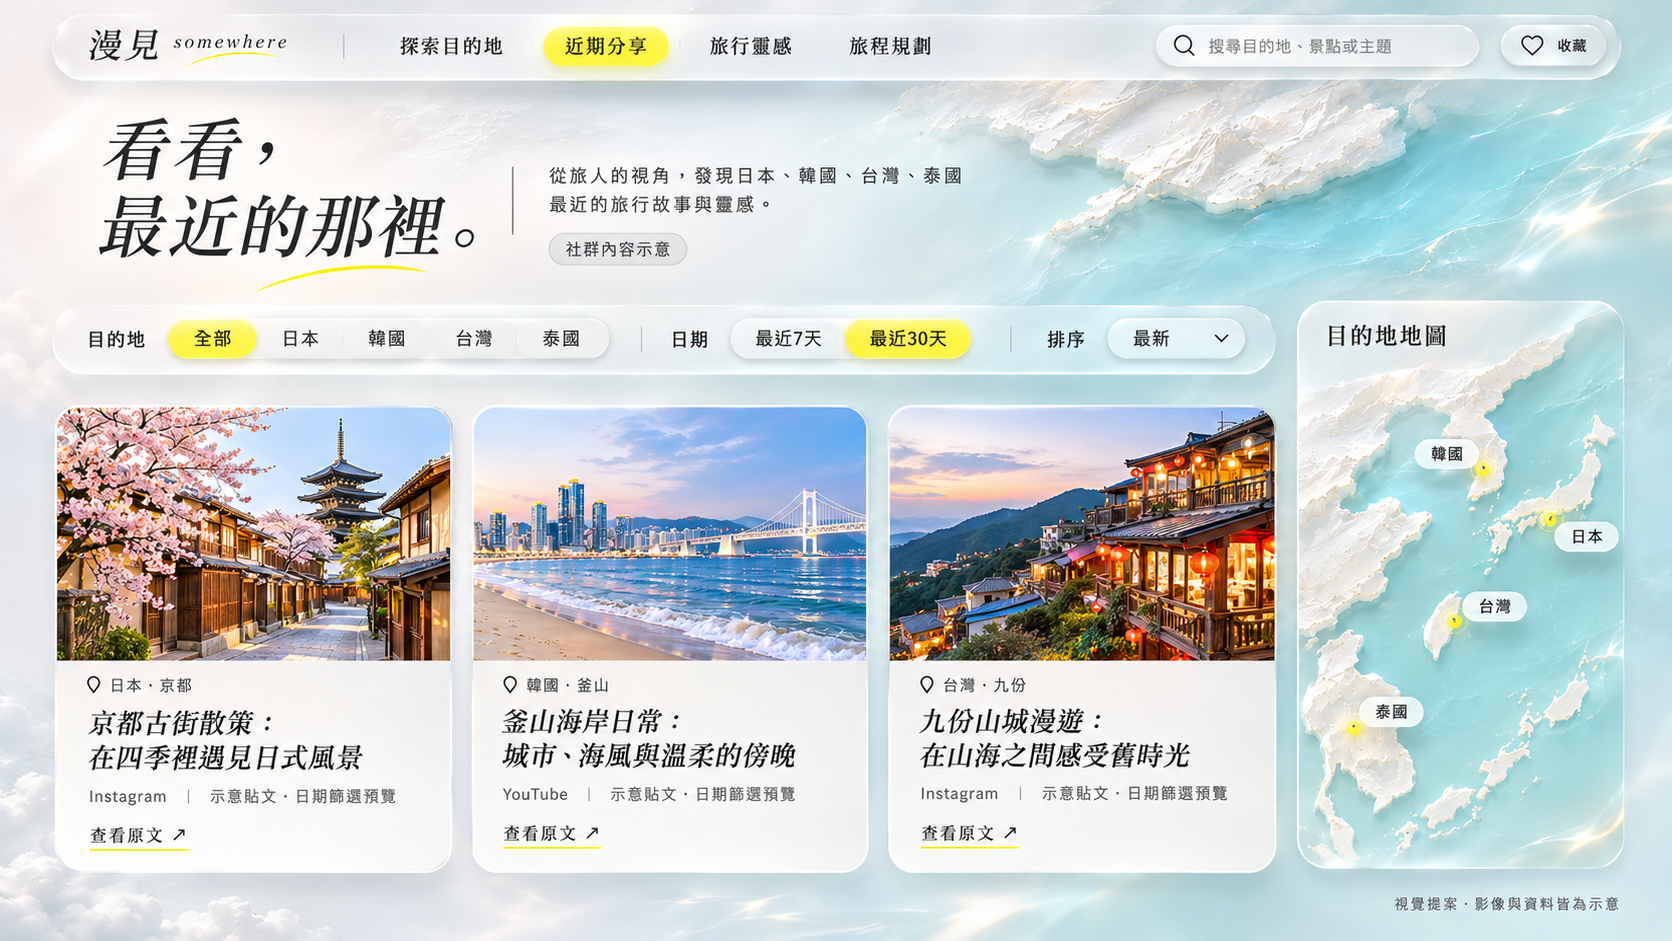 漫見 somewhere
探索目的地
近期分享
旅行靈感
旅程規劃
搜尋目的地、景點或主題
收藏
看看，
最近的那裡。
從旅人的視角，發現日本、韓國、台灣、泰國
最近的旅行故事與靈感。
社群內容示意
目的地
全部
日本
韓國
台灣
泰國
日期
最近7天
最近30天
排序
最新
日本・京都
京都古街散策：
在四季裡遇見日式風景
Instagram | 示意貼文・日期篩選預覽
查看原文 ↗
韓國・釜山
釜山海岸日常：
城市、海風與溫柔的傍晚
YouTube | 示意貼文・日期篩選預覽
查看原文 ↗
台灣・九份
九份山城漫遊：
在山海之間感受舊時光
Instagram | 示意貼文・日期篩選預覽
查看原文 ↗
目的地地圖
韓國
日本
台灣
泰國
視覺提案・影像與資料皆為示意